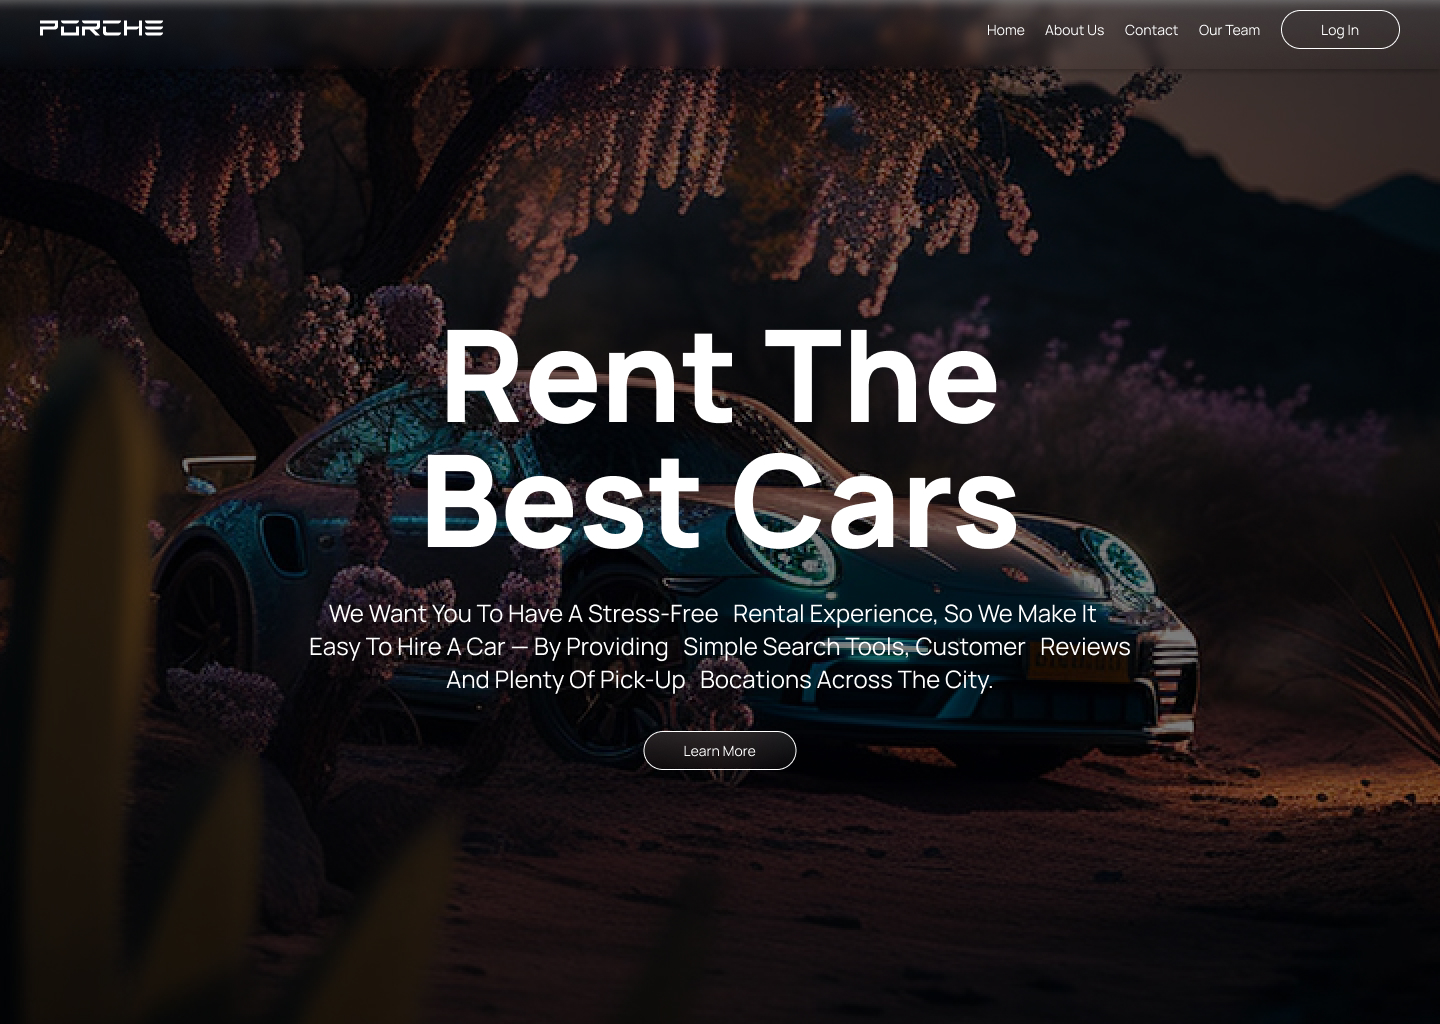 PORCHE
Home About Us Contact Our Team Log In
Rent The
Best Cars
We Want You To Have A Stress-Free Rental Experience, So We Make It
Easy To Hire A Car — By Providing Simple Search Tools, Customer Reviews
And Plenty Of Pick-Up Bocations Across The City.
Learn More